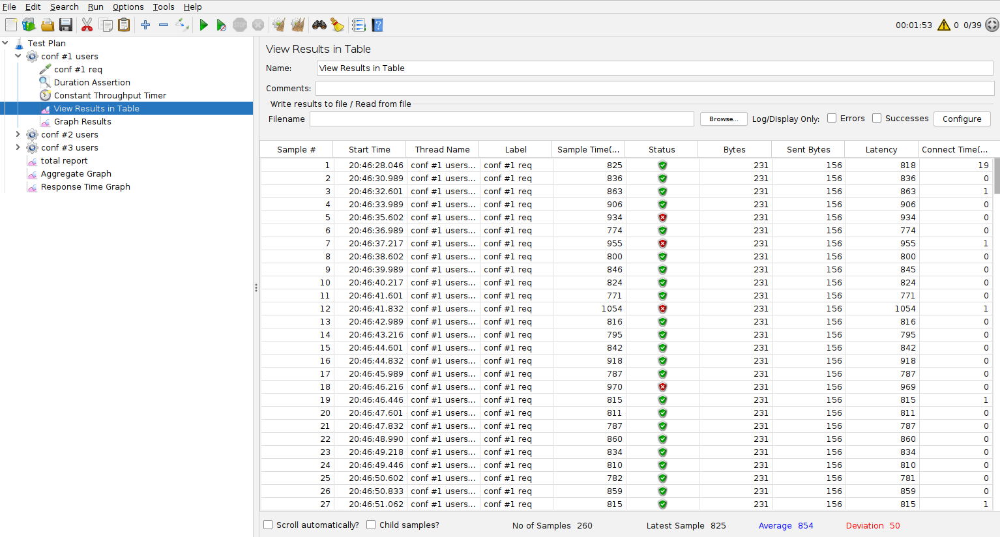 File Edit Search Run Options Tools Help
00:01:53 0 0/39
Test Plan
conf #1 users
conf #1 req
Duration Assertion
Constant Throughput Timer
View Results in Table
Graph Results
conf #2 users
conf #3 users
total report
Aggregate Graph
Response Time Graph
View Results in Table
Name: View Results in Table
Comments:
Write results to file / Read from file
Filename Browse... Log/Display Only: Errors Successes Configure
Sample # Start Time Thread Name Label Sample Time(... Status Bytes Sent Bytes Latency Connect Time(...
1 20:46:28.046 conf #1 users... conf #1 req 825 231 156 818 19
2 20:46:30.989 conf #1 users... conf #1 req 836 231 156 836 0
3 20:46:32.601 conf #1 users... conf #1 req 863 231 156 863 1
4 20:46:33.989 conf #1 users... conf #1 req 906 231 156 906 0
5 20:46:35.602 conf #1 users... conf #1 req 934 231 156 934 0
6 20:46:36.989 conf #1 users... conf #1 req 774 231 156 774 0
7 20:46:37.217 conf #1 users... conf #1 req 955 231 156 955 1
8 20:46:38.602 conf #1 users... conf #1 req 800 231 156 800 0
9 20:46:39.989 conf #1 users... conf #1 req 846 231 156 845 0
10 20:46:40.217 conf #1 users... conf #1 req 824 231 156 824 0
11 20:46:41.601 conf #1 users... conf #1 req 771 231 156 771 0
12 20:46:41.832 conf #1 users... conf #1 req 1054 231 156 1054 1
13 20:46:42.989 conf #1 users... conf #1 req 816 231 156 816 0
14 20:46:43.216 conf #1 users... conf #1 req 795 231 156 795 0
15 20:46:44.601 conf #1 users... conf #1 req 842 231 156 842 0
16 20:46:44.832 conf #1 users... conf #1 req 918 231 156 918 0
17 20:46:45.989 conf #1 users... conf #1 req 787 231 156 787 0
18 20:46:46.216 conf #1 users... conf #1 req 970 231 156 969 0
19 20:46:46.446 conf #1 users... conf #1 req 815 231 156 815 1
20 20:46:47.601 conf #1 users... conf #1 req 811 231 156 811 0
21 20:46:47.832 conf #1 users... conf #1 req 787 231 156 787 0
22 20:46:48.990 conf #1 users... conf #1 req 860 231 156 860 0
23 20:46:49.218 conf #1 users... conf #1 req 834 231 156 834 0
24 20:46:49.446 conf #1 users... conf #1 req 810 231 156 810 0
25 20:46:50.602 conf #1 users... conf #1 req 782 231 156 781 0
26 20:46:50.833 conf #1 users... conf #1 req 859 231 156 859 0
27 20:46:51.062 conf #1 users... conf #1 req 815 231 156 815 1
Scroll automatically? Child samples? No of Samples 260 Latest Sample 825 Average 854 Deviation 50